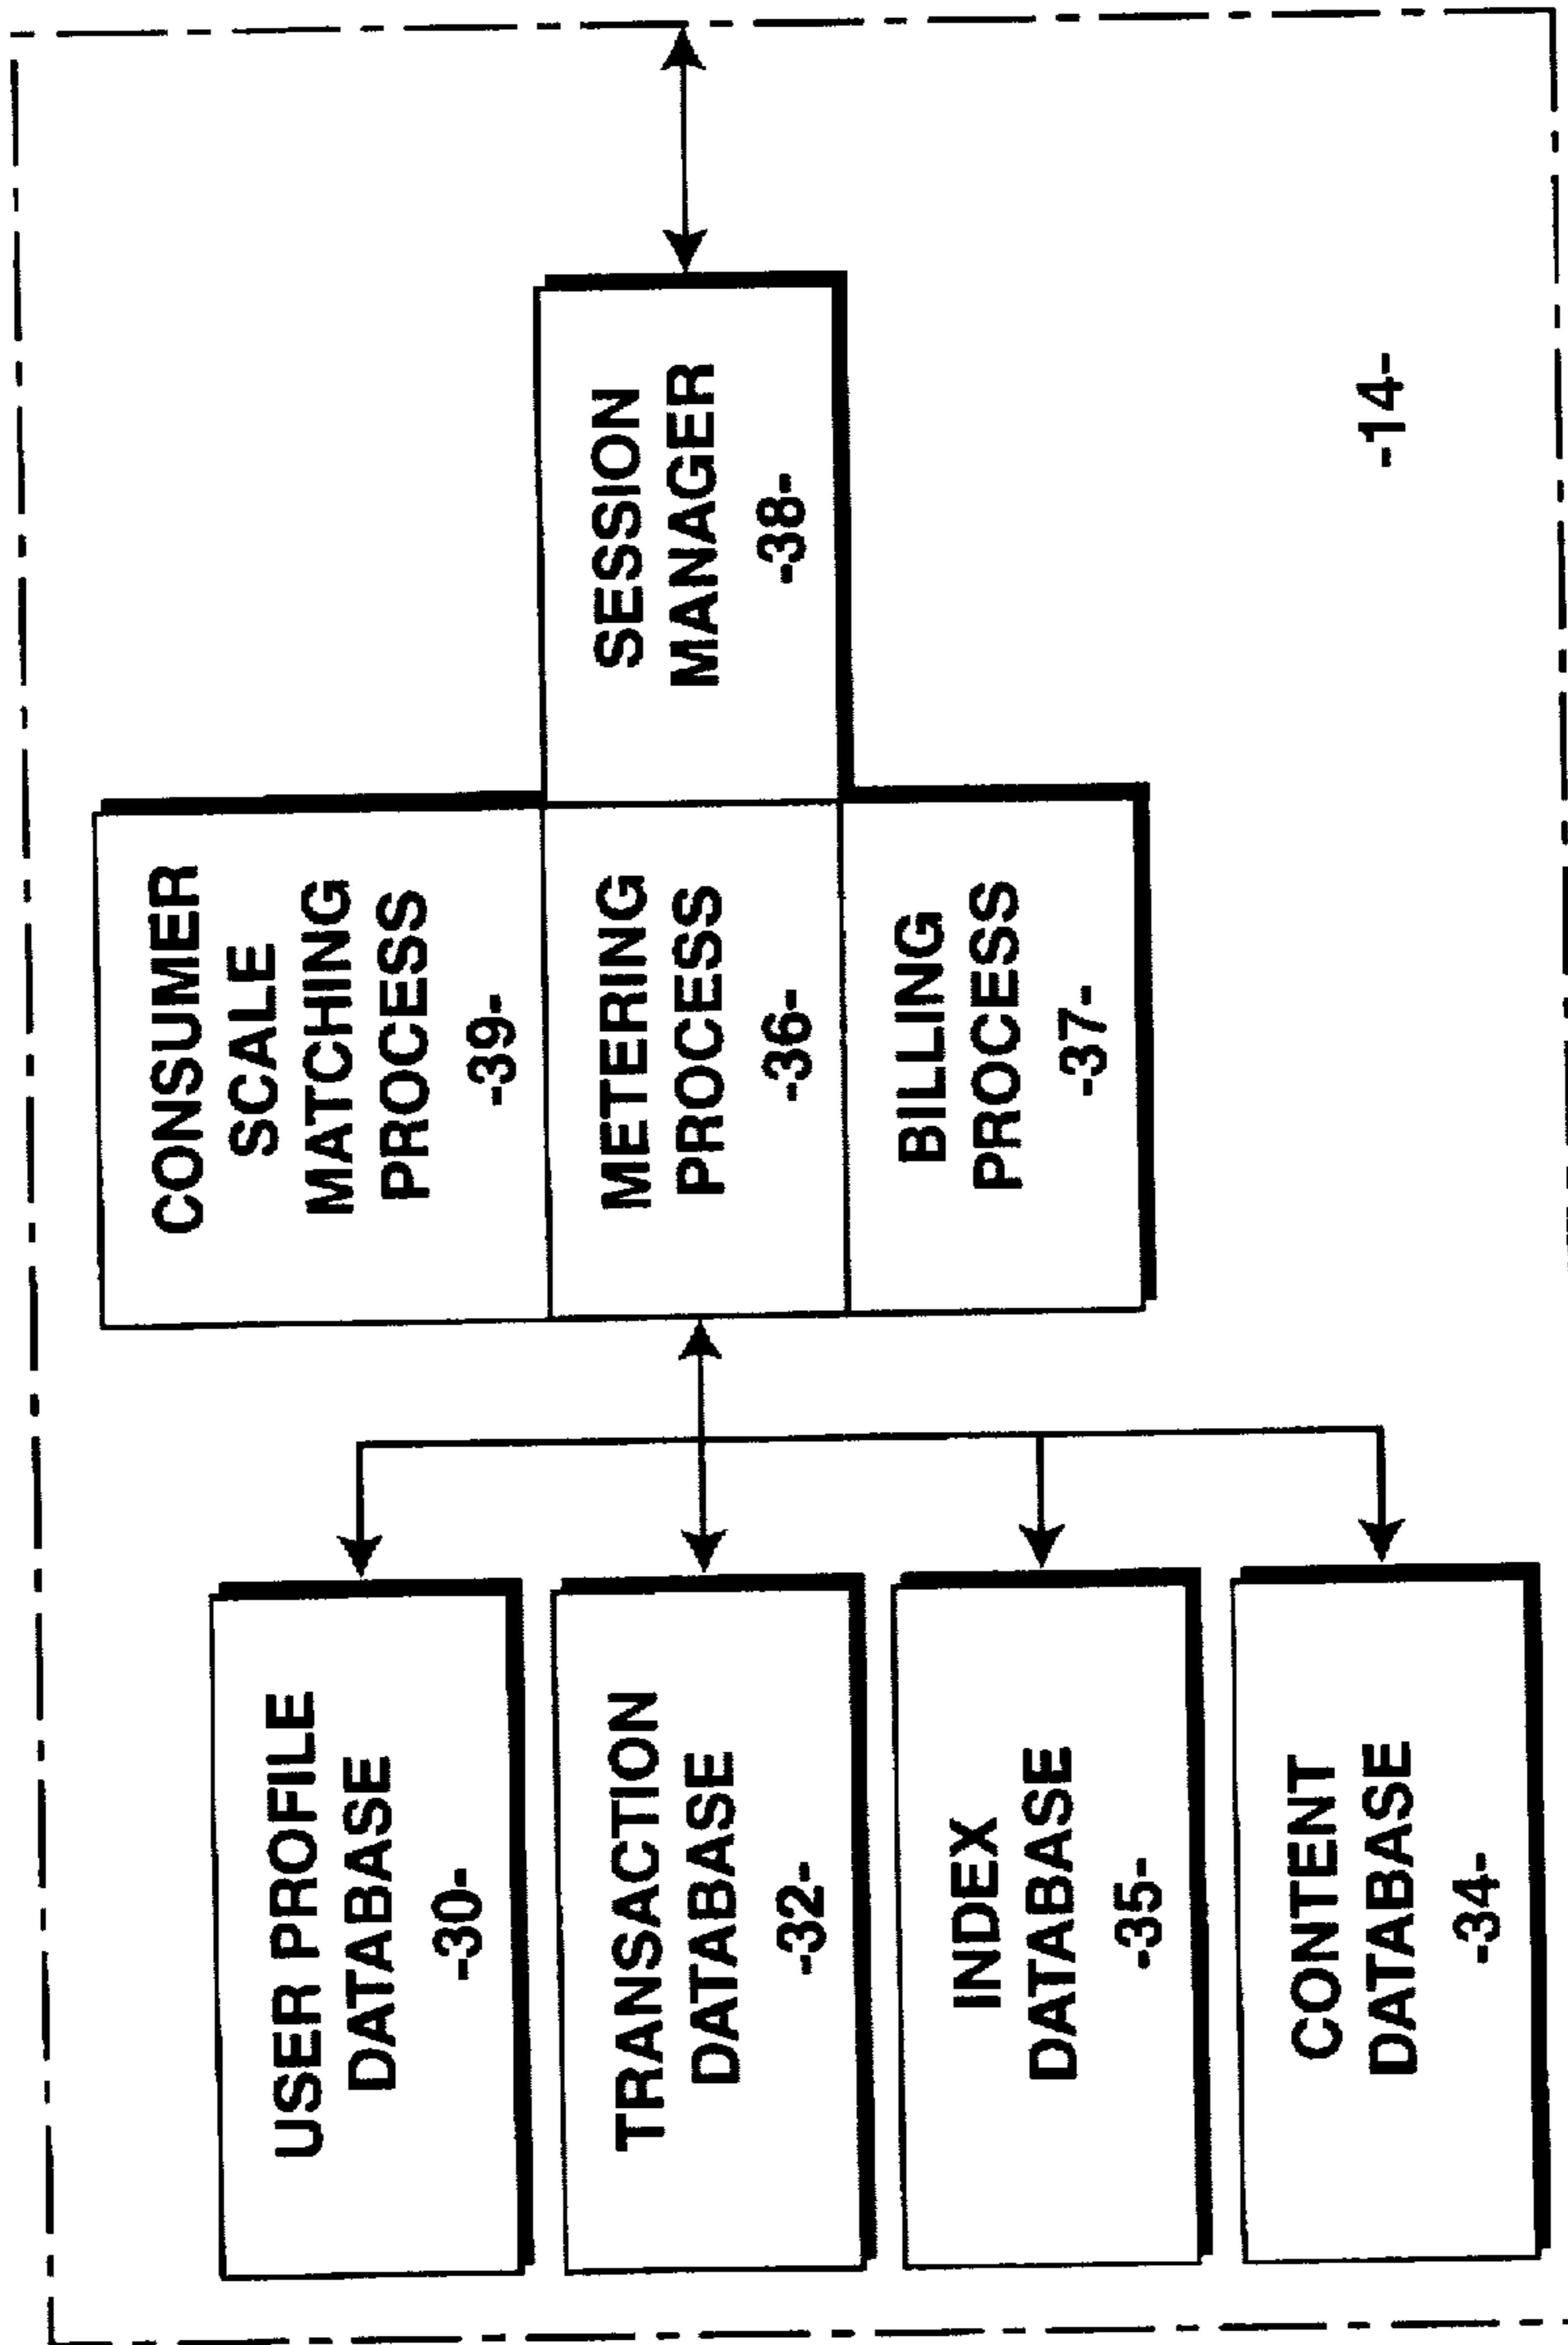 USER PROFILE
DATABASE
-30-
TRANSACTION
DATABASE
-32-
INDEX
DATABASE
-35-
CONTENT
DATABASE
-34-
CONSUMER
SCALE
MATCHING
PROCESS
-39-
METERING
PROCESS
-36-
BILLING
PROCESS
-37-
SESSION
MANAGER
-38-
-14-